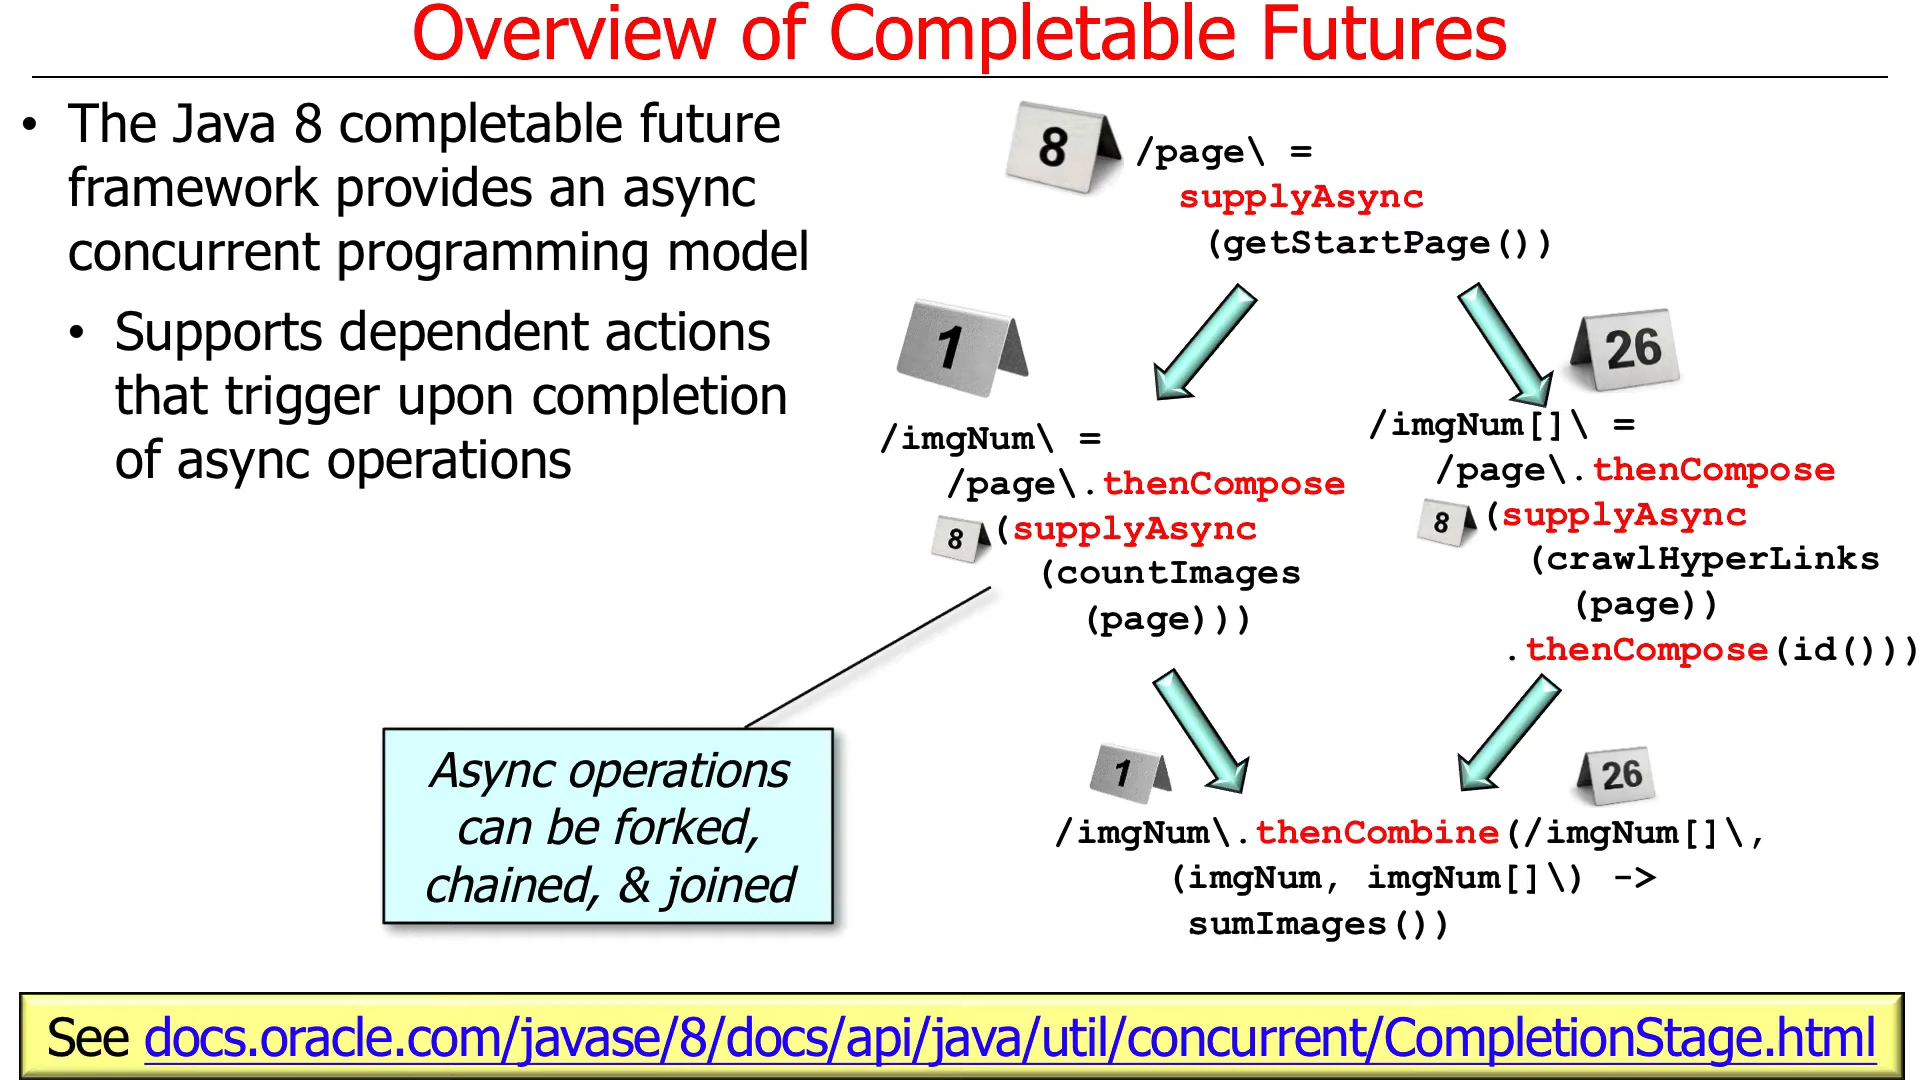 Overview of Completable Futures
• The Java 8 completable future
framework provides an async
concurrent programming model
• Supports dependent actions
that trigger upon completion
of async operations
8
/page\ =
supplyAsync
(getStartPage())
1
/imgNum\ =
/page\.thenCompose
8
(supplyAsync
(countImages
(page)))
26
/imgNum[]\ =
/page\.thenCompose
8
(supplyAsync
(crawlHyperLinks
(page))
.thenCompose(id()))
Async operations
can be forked,
chained, & joined
1
26
/imgNum\.thenCombine(/imgNum[]\,
(imgNum, imgNum[]\) ->
sumImages())
See docs.oracle.com/javase/8/docs/api/java/util/concurrent/CompletionStage.html